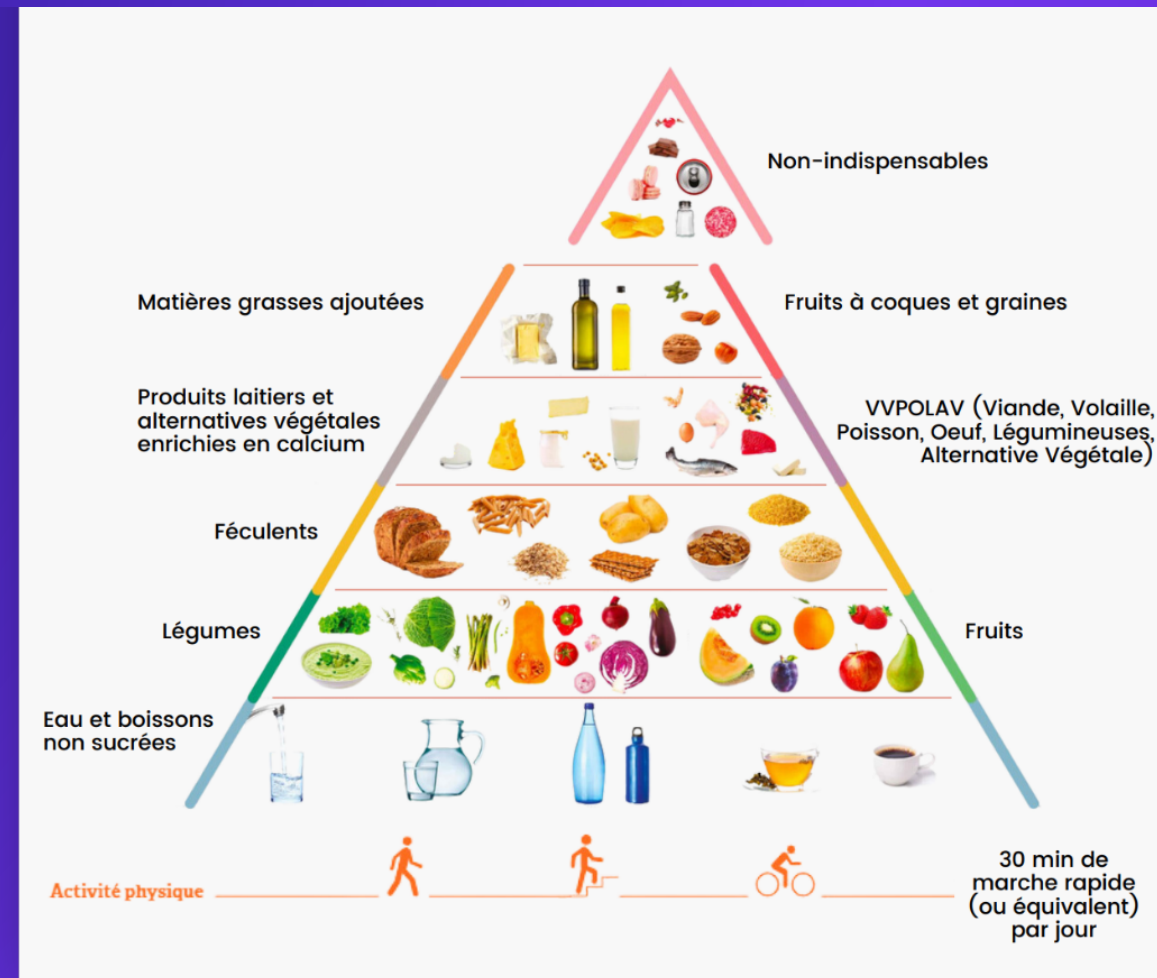 Non-indispensables
Matières grasses ajoutées
Fruits à coques et graines
Produits laitiers et
alternatives végétales
enrichies en calcium
VVPOLAV (Viande, Volaille,
Poisson, Oeuf, Légumineuses,
Alternative Végétale)
Féculents
Légumes
Fruits
Eau et boissons
non sucrées
Activité physique
30 min de
marche rapide
(ou équivalent)
par jour